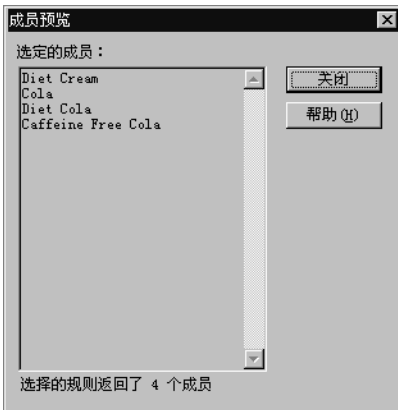 成员预览
选定的成员：
Diet Cream
Cola
Diet Cola
Caffeine Free Cola
关闭
帮助(H)
选择的规则返回了 4 个成员